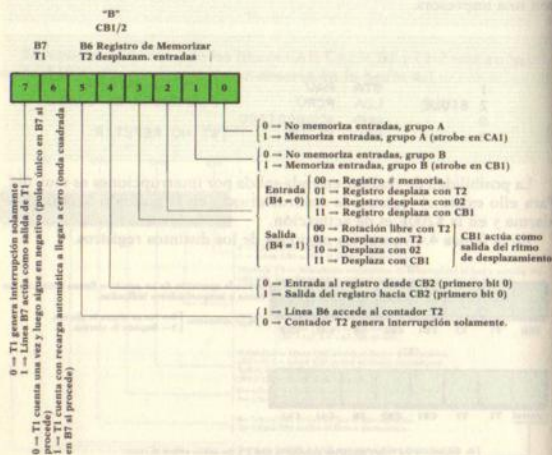 "B"
CB1/2
B7 B6 Registro de Memorizar
T1 T2 desplazam. entradas
7 6 5 4 3 2 1 0
0 → No memoriza entradas, grupo A
1 → Memoriza entradas, grupo A (strobe en CA1)
0 → No memoriza entradas, grupo B
1 → Memoriza entradas, grupo B (strobe en CB1)
Entrada
(B4 = 0)
00 → Registro # memoria.
01 → Registro desplaza con T2
10 → Registro desplaza con 02
11 → Registro desplaza con CB1
Salida
(B4 = 1)
00 → Rotación libre con T2
01 → Desplaza con T2
10 → Desplaza con 02
11 → Desplaza con CB1
CB1 actúa como
salida del ritmo
de desplazamiento
0 → Entrada al registro desde CB2 (primero bit 0)
1 → Salida del registro hacia CB2 (primero bit 0)
1 → Línea B6 accede al contador T2
0 → Contador T2 genera interrupción solamente.
0 → T1 genera interrupción solamente
1 → Línea B7 actúa como salida de T1
0 → T1 cuenta una vez y luego sigue en negativo (pulso único en B7 si
procede)
1 → T1 cuenta con recarga automática a llegar a cero (onda cuadrada
en B7 si procede)